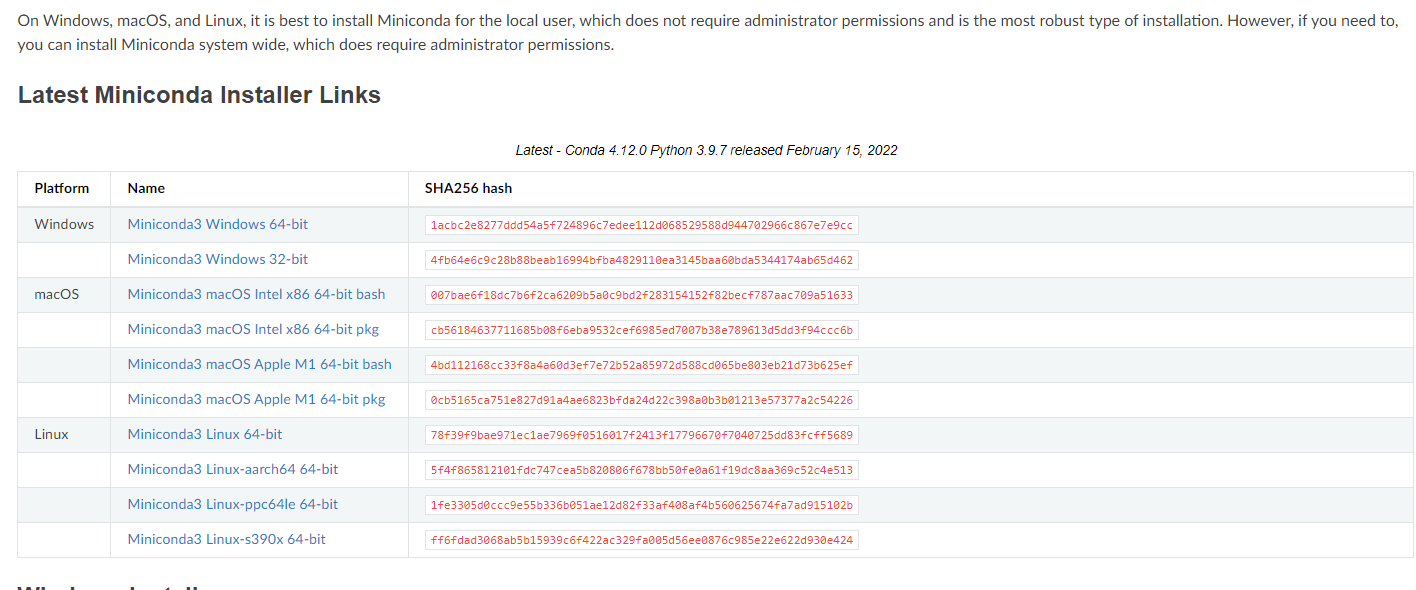 On Windows, macOS, and Linux, it is best to install Miniconda for the local user, which does not require administrator permissions and is the most robust type of installation. However, if you need to,
you can install Miniconda system wide, which does require administrator permissions.
Latest Miniconda Installer Links
Latest - Conda 4.12.0 Python 3.9.7 released February 15, 2022
Platform Name SHA256 hash
Windows Miniconda3 Windows 64-bit 1acbc2e8277ddd54a5f724896c7edee112d068529588d944702966c867e7e9cc
Miniconda3 Windows 32-bit 4fb64e6c9c28b88beab16994bfba4829110ea3145baa60bda5344174ab65d462
macOS Miniconda3 macOS Intel x86 64-bit bash 007bae6f18dc7b6f2ca6209b5a0c9bd2f283154152f82becf787aac709a51633
Miniconda3 macOS Intel x86 64-bit pkg cb56184637711685b08f6eba9532cef6985ed7007b38e789613d5dd3f94ccc6b
Miniconda3 macOS Apple M1 64-bit bash 4bd112168cc33f8a4a60d3ef7e72b52a85972d588cd065be803eb21d73b625ef
Miniconda3 macOS Apple M1 64-bit pkg 0cb5165ca751e827d91a4ae6823bfda24d22c398a0b3b01213e57377a2c54226
Linux Miniconda3 Linux 64-bit 78f39f9bae971ec1ae7969f0516017f2413f17796670f7040725dd83fcff5689
Miniconda3 Linux-aarch64 64-bit 5f4f865812101fdc747cea5b820806f678bb50fe0a61f19dc8aa369c52c4e513
Miniconda3 Linux-ppc64le 64-bit 1fe3305d0ccc9e55b336b051ae12d82f33af408af4b560625674fa7ad915102b
Miniconda3 Linux-s390x 64-bit ff6fdad3068ab5b15939c6f422ac329fa005d56ee0876c985e22e622d930e424